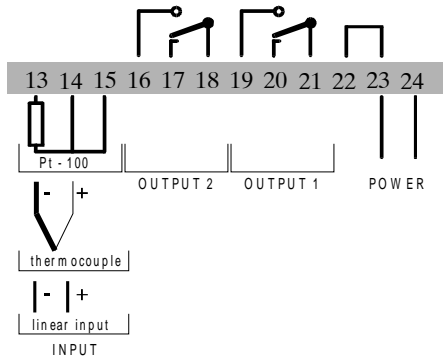 13 14 15 16 17 18 19 20 21 22 23 24
Pt - 100
OUTPUT 2 OUTPUT 1 POWER
- +
thermocouple
- +
linear input
INPUT